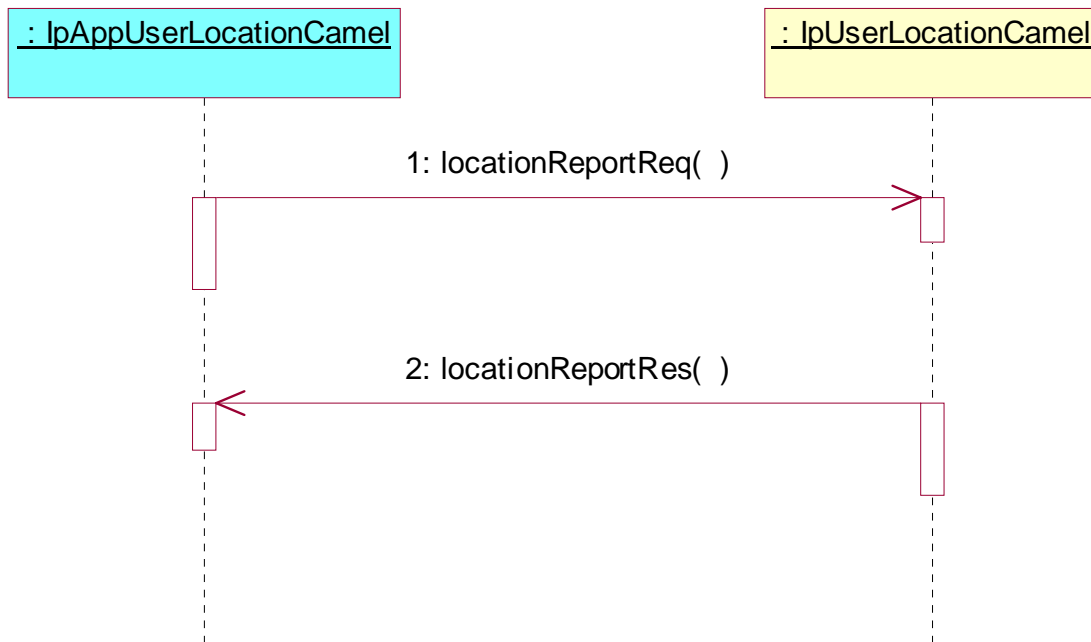 : IpAppUserLocationCamel
: IpUserLocationCamel
1: locationReportReq( )
2: locationReportRes( )